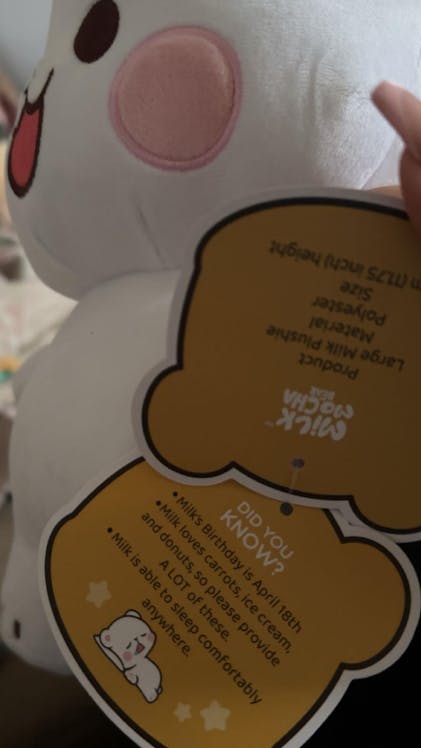 MiLK
MOCHA
BEAR
Product
Large Milk Plushie
Material
Polyester
Size
(11.75 inch) height
DID YOU
KNOW?
•Milk's Birthday is April 18th
•Milk loves carrots, ice cream,
and donuts, so please provide
A LOT of these.
•Milk is able to sleep comfortably
anywhere.